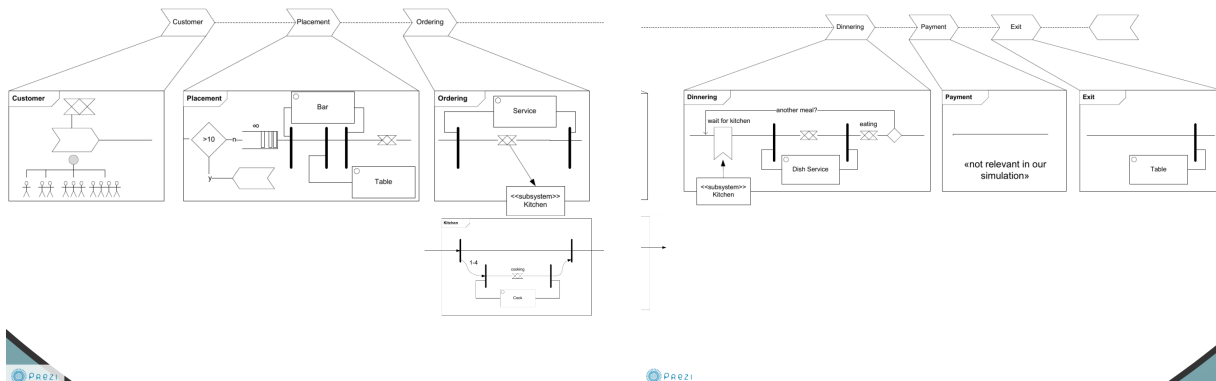 Customer
Placement
Ordering
Customer
Placement
>10
n
y
∞
Bar
Table
Ordering
Service
<<subsystem>>
Kitchen
Kitchen
1-4
cooking
Cook
Prezi
Dinnering
Payment
Exit
Dinnering
another meal?
wait for kitchen
eating
Dish Service
<<subsystem>>
Kitchen
Payment
«not relevant in our
simulation»
Exit
Table
Prezi